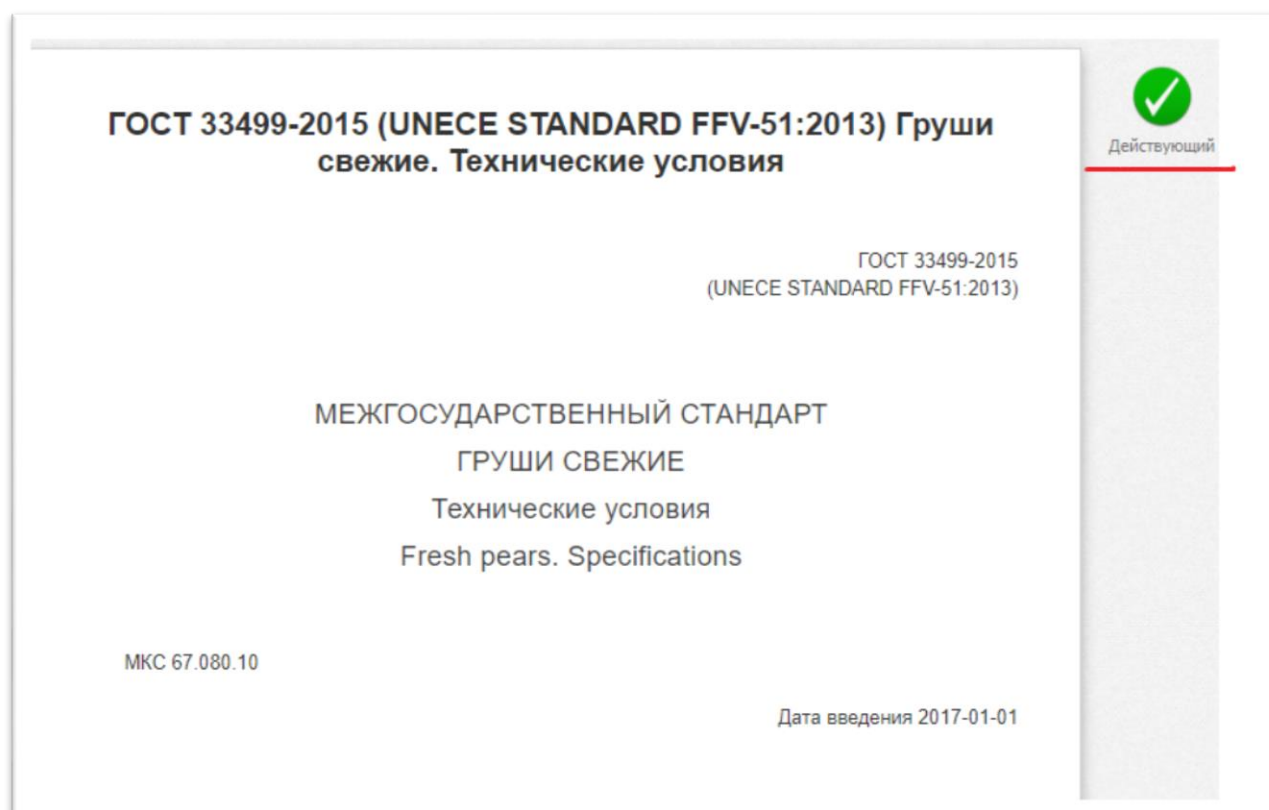 ГОСТ 33499-2015 (UNECE STANDARD FFV-51:2013) Груши
свежие. Технические условия
Действующий
ГОСТ 33499-2015
(UNECE STANDARD FFV-51:2013)
МЕЖГОСУДАРСТВЕННЫЙ СТАНДАРТ
ГРУШИ СВЕЖИЕ
Технические условия
Fresh pears. Specifications
МКС 67.080.10
Дата введения 2017-01-01